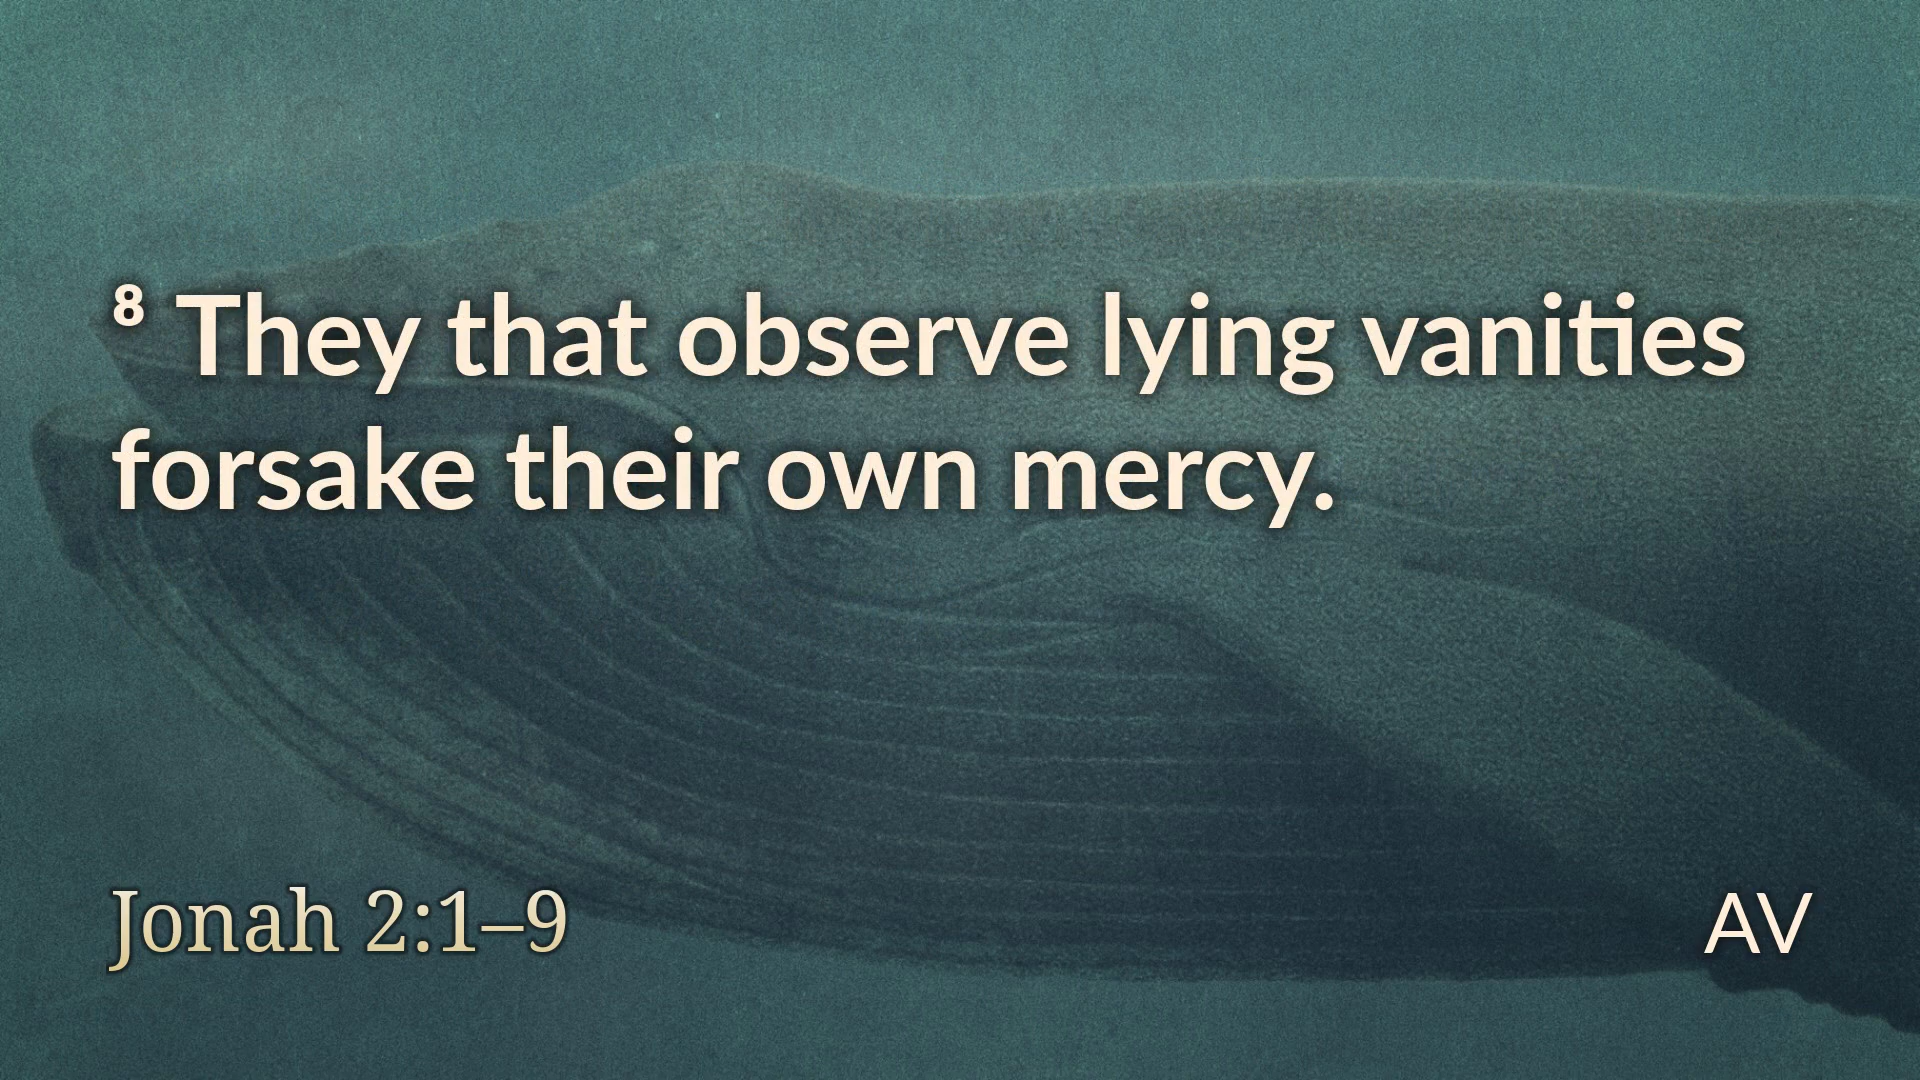 ⁸ They that observe lying vanities
forsake their own mercy.
Jonah 2:1–9
AV